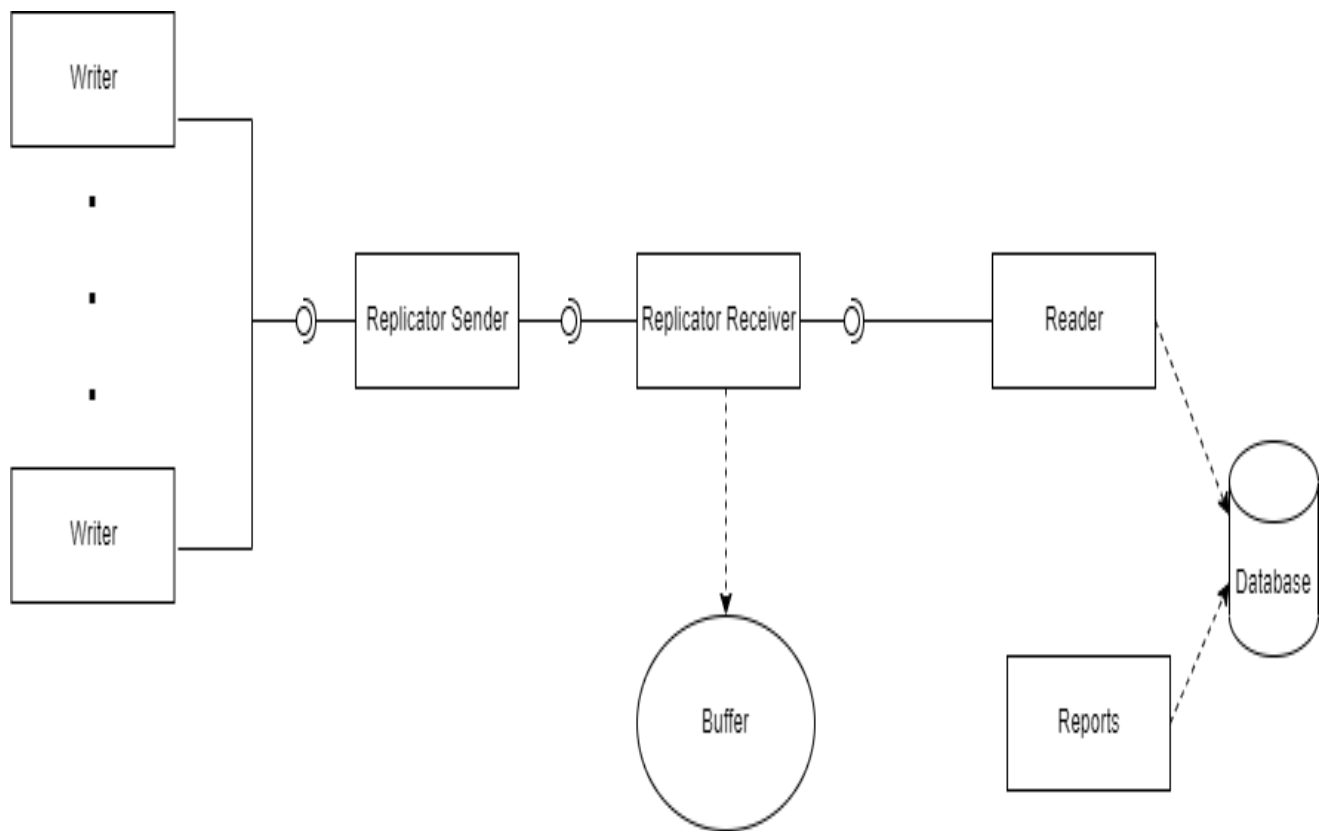 Writer
Replicator Sender
Replicator Receiver
Reader
Writer
Database
Buffer
Reports